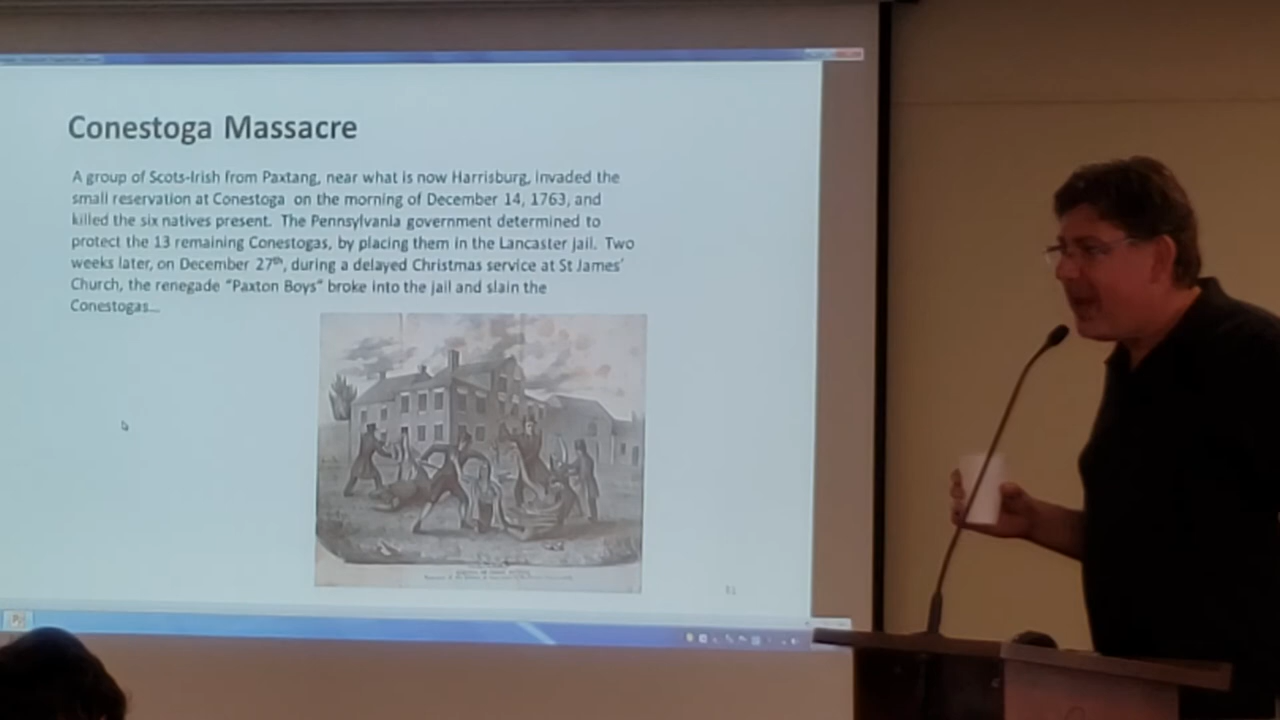 Conestoga Massacre
A group of Scots-Irish from Paxtang, near what is now Harrisburg, invaded the
small reservation at Conestoga on the morning of December 14, 1763, and
killed the six natives present. The Pennsylvania government determined to
protect the 13 remaining Conestogas, by placing them in the Lancaster jail. Two
weeks later, on December 27th, during a delayed Christmas service at St James'
Church, the renegade "Paxton Boys" broke into the jail and slain the
Conestogas...